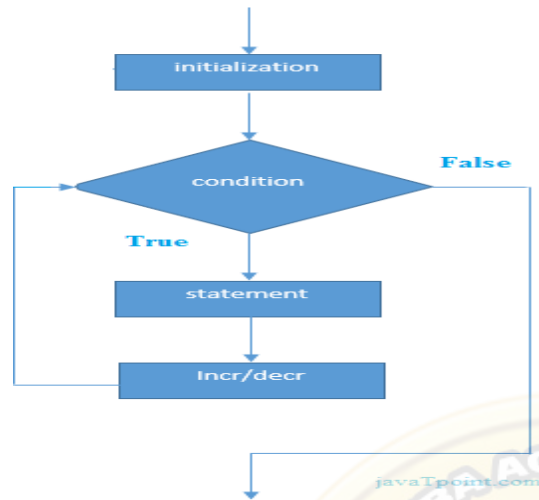 initialization
condition
False
True
statement
Incr/decr
javaTpoint.com